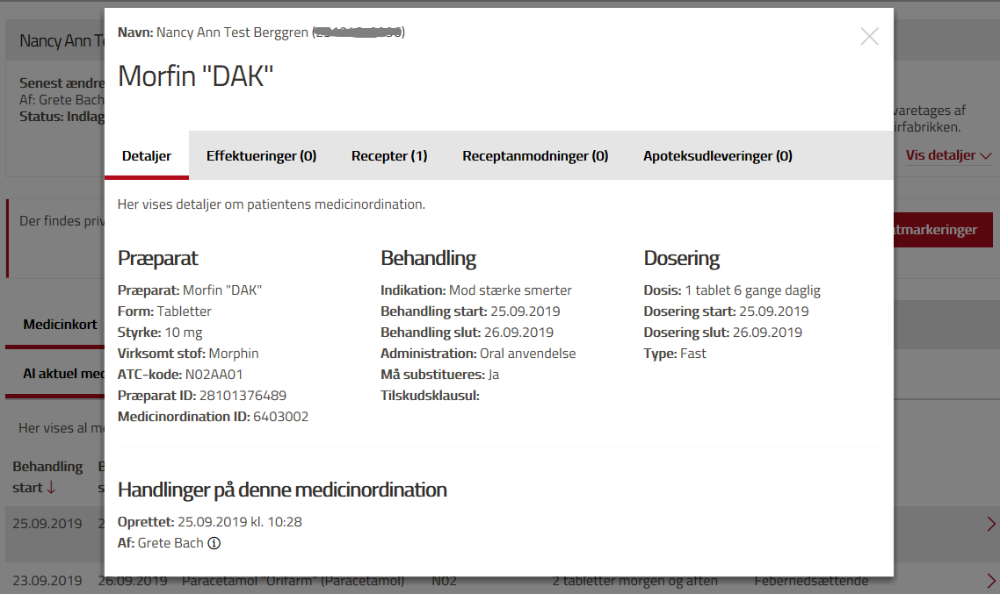 Navn: Nancy Ann Test Berggren ()
Morfin "DAK"
Detaljer
Effektueringer (0)
Recepter (1)
Receptanmodninger (0)
Apoteksudleveringer (0)
Her vises detaljer om patientens medicinordination.
Præparat
Præparat: Morfin "DAK"
Form: Tabletter
Styrke: 10 mg
Virksomt stof: Morphin
ATC-kode: N02AA01
Præparat ID: 28101376489
Medicinordination ID: 6403002
Behandling
Indikation: Mod stærke smerter
Behandling start: 25.09.2019
Behandling slut: 26.09.2019
Administration: Oral anvendelse
Må substitueres: Ja
Tilskudsklausul:
Dosering
Dosis: 1 tablet 6 gange daglig
Dosering start: 25.09.2019
Dosering slut: 26.09.2019
Type: Fast
Handlinger på denne medicinordination
Oprettet: 25.09.2019 kl. 10:28
Af: Grete Bach
Nancy Ann
Senest ændre
Af: Grete Bach
Status: Indlag
varetages af
irfabrikken.
Vis detaljer
Der findes priv
atmarkeringer
Medicinkort
Al aktuel med
Her vises al me
Behandling
start
25.09.2019
23.09.2019 26.09.2019 Paracetamol "Orifarm" (Paracetamol) N02 2 tabletter morgen og aften Febernedsættende